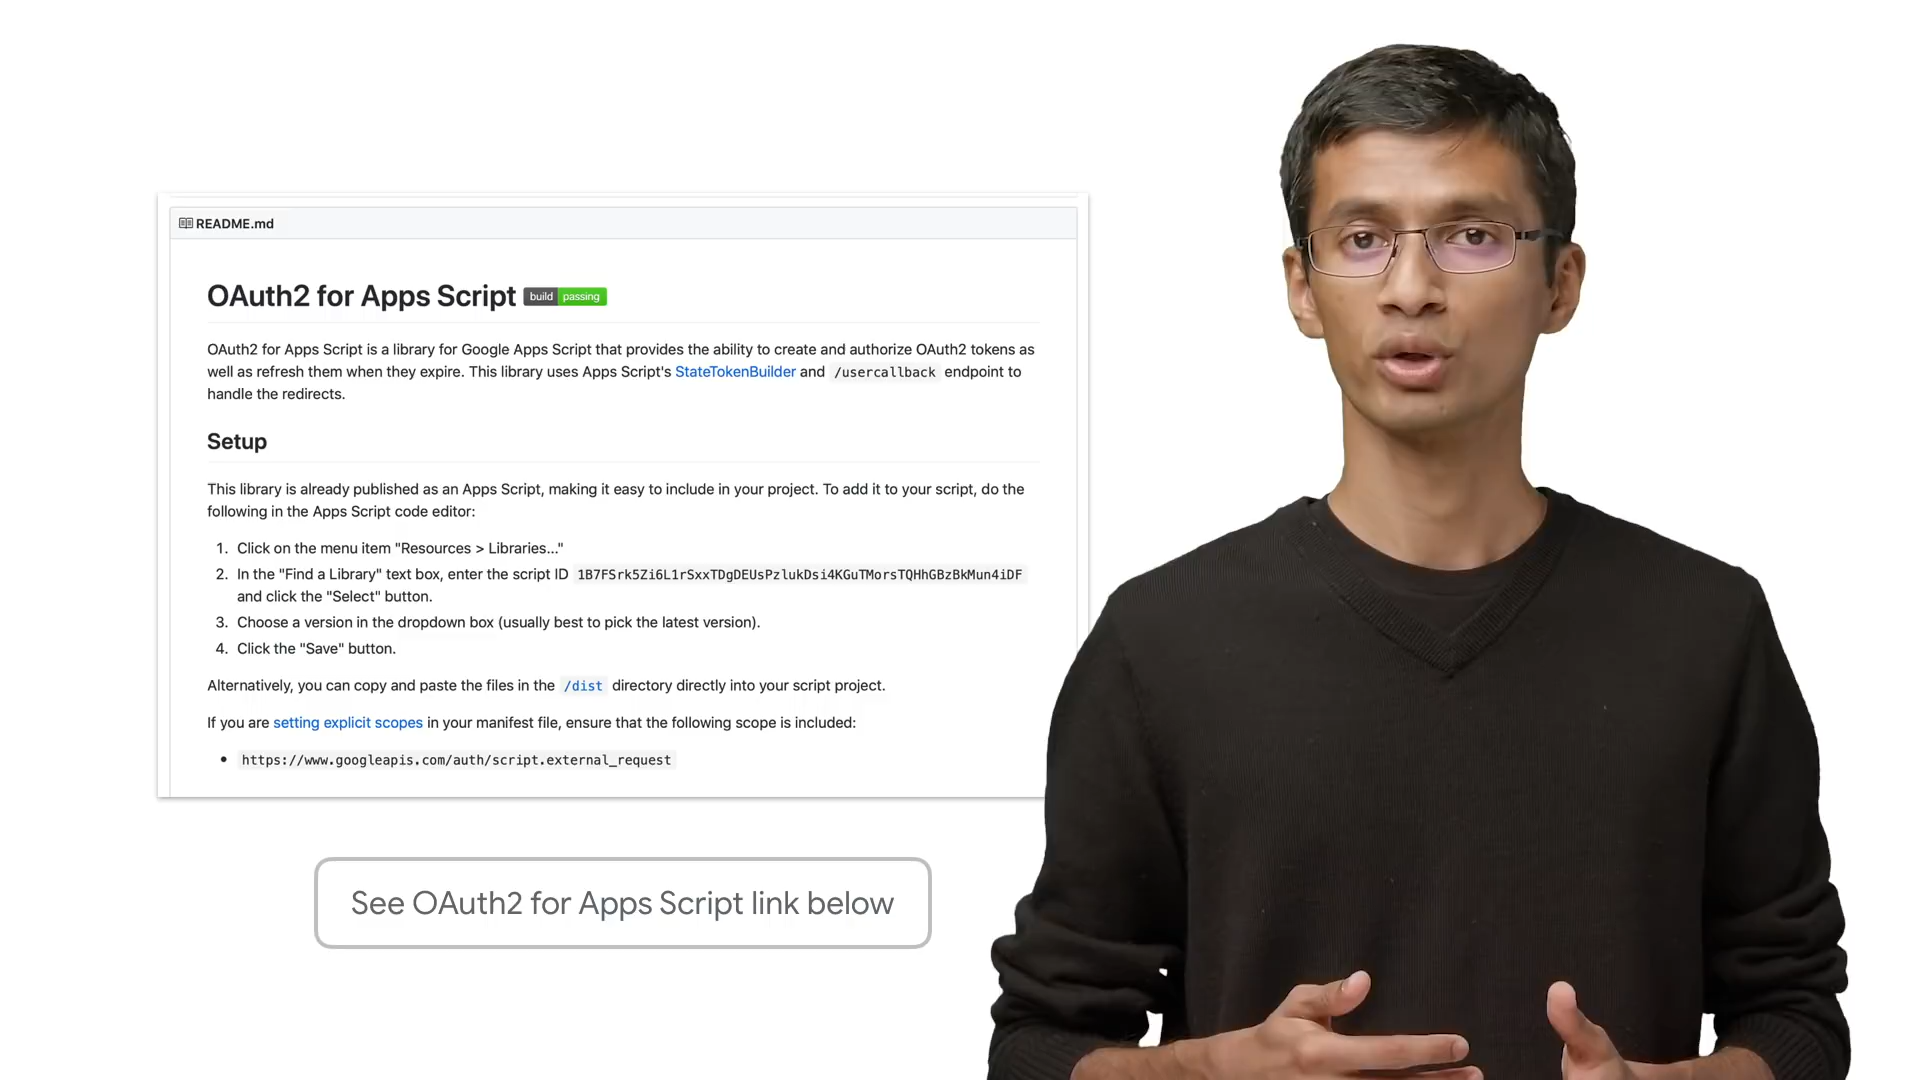 README.md
OAuth2 for Apps Script build passing
OAuth2 for Apps Script is a library for Google Apps Script that provides the ability to create and authorize OAuth2 tokens as
well as refresh them when they expire. This library uses Apps Script's StateTokenBuilder and /usercallback endpoint to
handle the redirects.
Setup
This library is already published as an Apps Script, making it easy to include in your project. To add it to your script, do the
following in the Apps Script code editor:
1. Click on the menu item "Resources > Libraries..."
2. In the "Find a Library" text box, enter the script ID 1B7FSrk5Zi6L1rSxxTDgDEUsPzlukDsi4KGuTMorsTQHhGBzBkMun4iDF
and click the "Select" button.
3. Choose a version in the dropdown box (usually best to pick the latest version).
4. Click the "Save" button.
Alternatively, you can copy and paste the files in the /dist directory directly into your script project.
If you are setting explicit scopes in your manifest file, ensure that the following scope is included:
• https://www.googleapis.com/auth/script.external_request
See OAuth2 for Apps Script link below